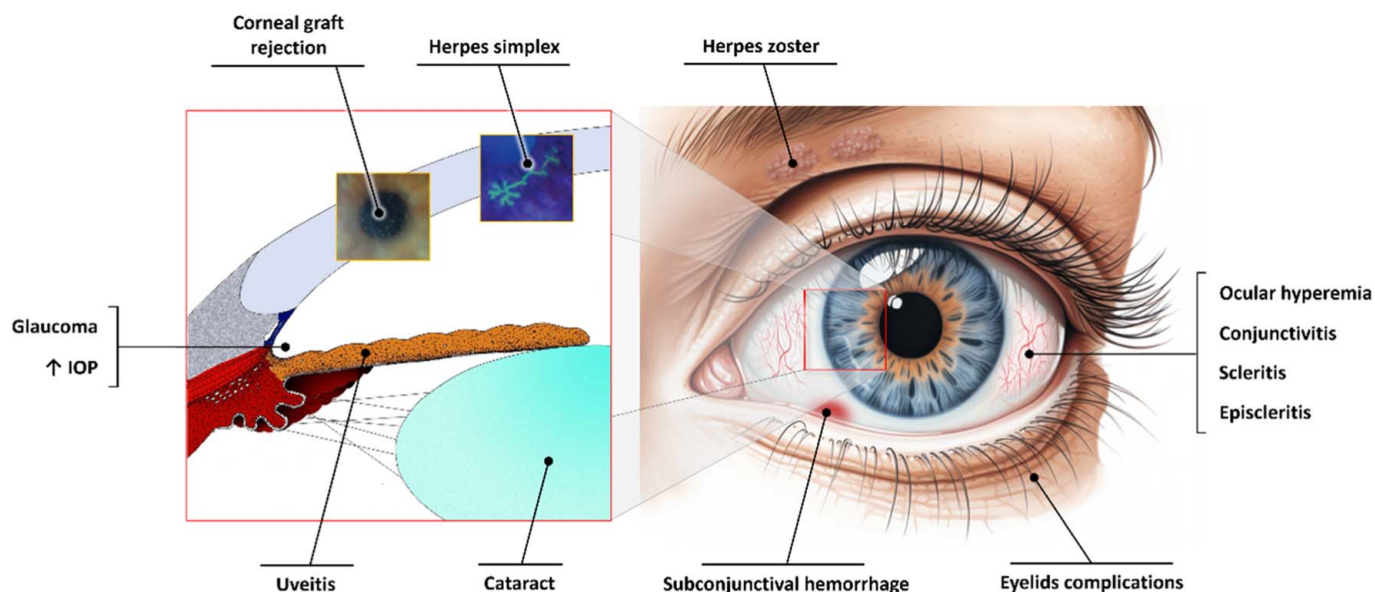 Corneal graft
rejection
Herpes simplex
Herpes zoster
Glaucoma
↑ IOP
Ocular hyperemia
Conjunctivitis
Scleritis
Episcleritis
Uveitis
Cataract
Subconjunctival hemorrhage
Eyelids complications